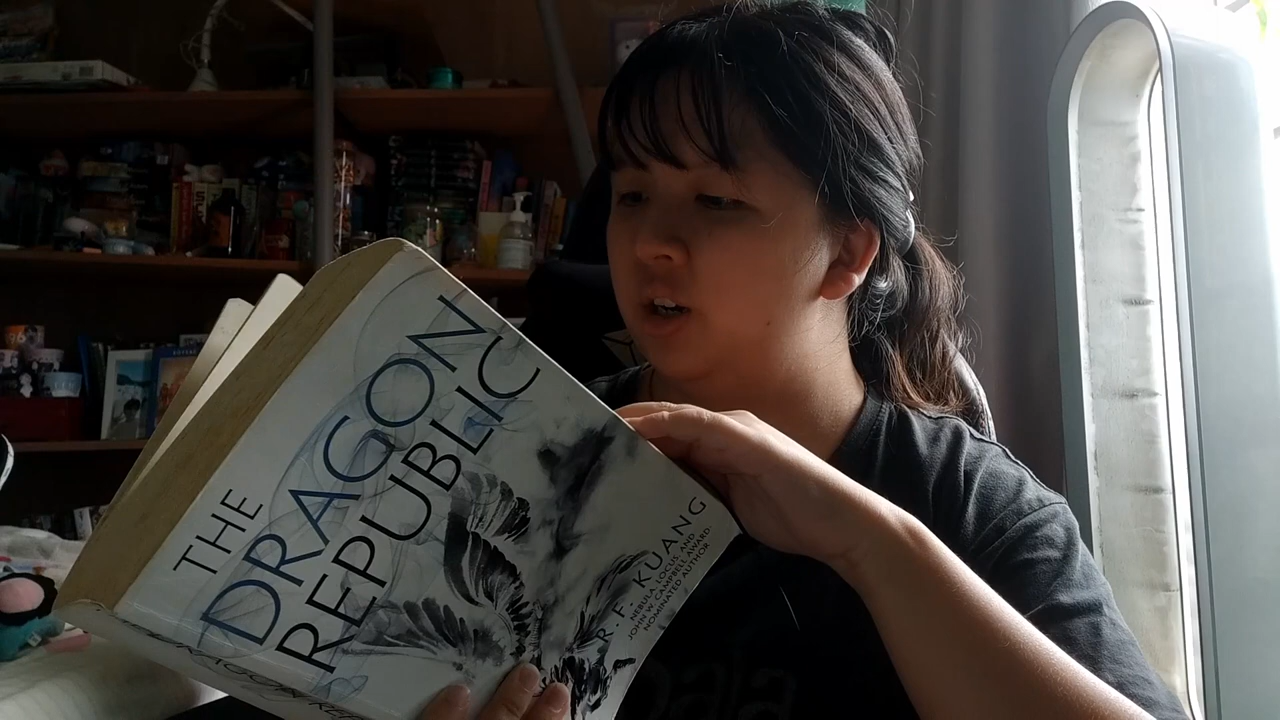 THE
DRAGON
REPUBLIC
R. F. KUANG
NEBULA, LOCUS, AND
JOHN W. CAMPBELL AWARD-
NOMINATED AUTHOR